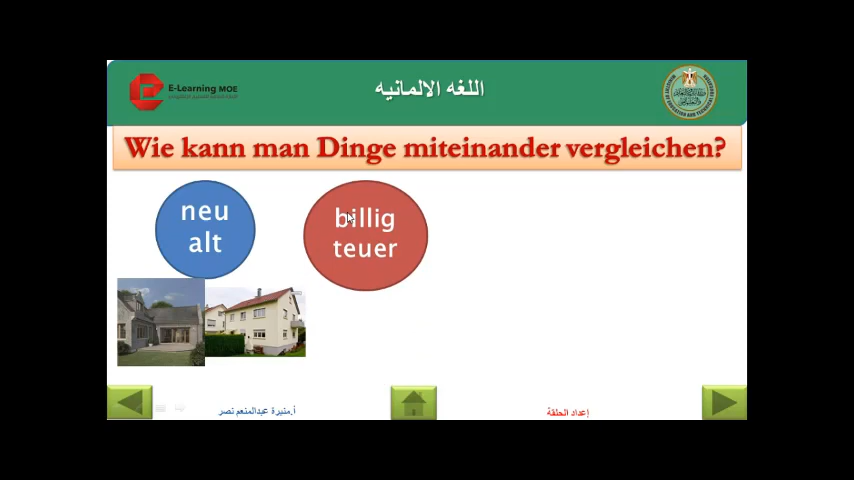 E-Learning MOE
اللغه الالمانيه
Wie kann man Dinge miteinander vergleichen?
neu
alt
billig
teuer
أ.منيرة عبدالمنعم نصر
إعداد الحلقة